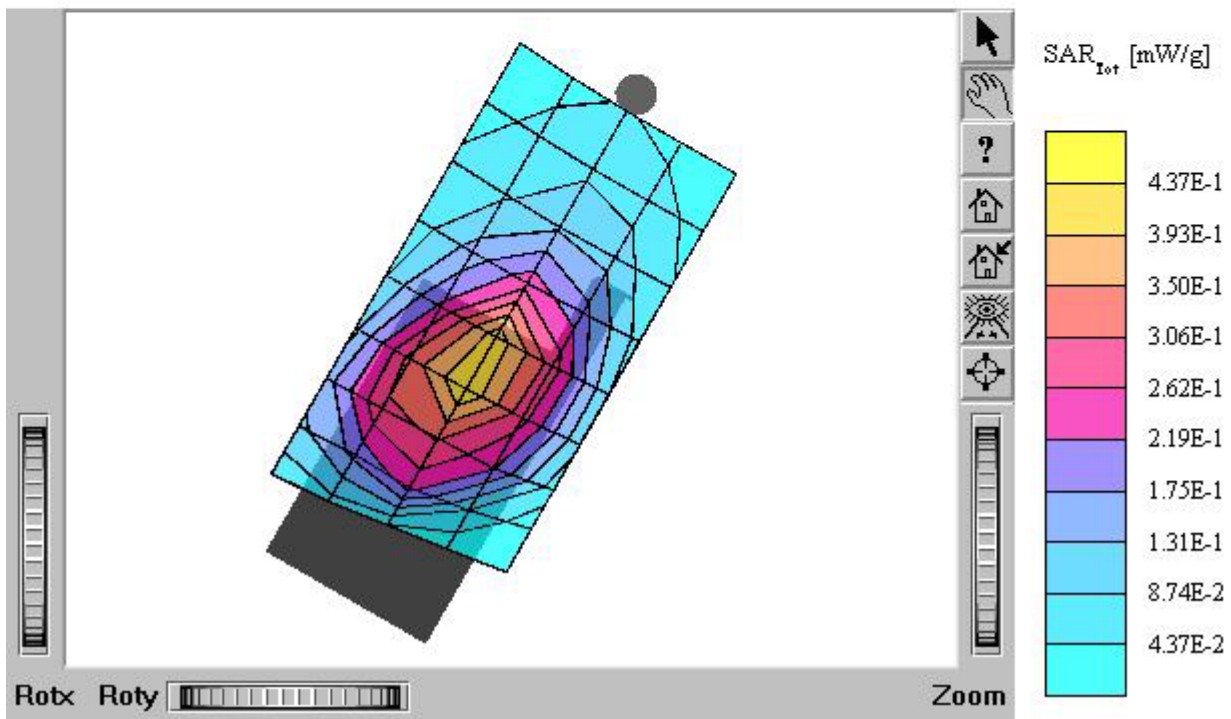 SAR_Tot [mW/g]
?
4.37E-1
3.93E-1
3.50E-1
3.06E-1
2.62E-1
2.19E-1
1.75E-1
1.31E-1
8.74E-2
4.37E-2
Rotx Roty Zoom